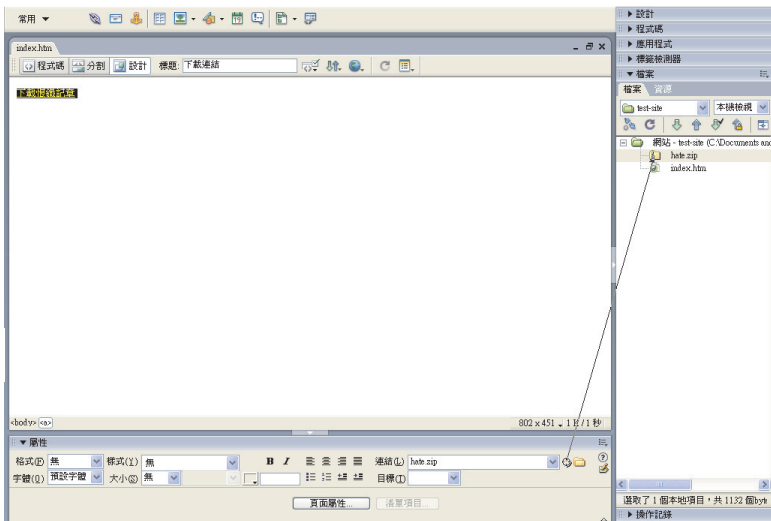 常用
index.htm
程式碼 分割 設計 標題: 下載連結
下載恨鐵記單
<body> <a>
802 x 451 1 K / 1 秒
屬性
格式(F) 無 樣式(Y) 無 B I 連結(L) hate.zip
字體(O) 預設字體 大小(S) 無 目標(T)
頁面屬性... 清單項目...
設計
程式碼
應用程式
標籤檢測器
檔案
檔案 資源
test-site 本機檢視
網站 - test-site (C:\Documents and
hate.zip
index.htm
選取了 1 個本地項目，共 1132 個byte
操作記錄